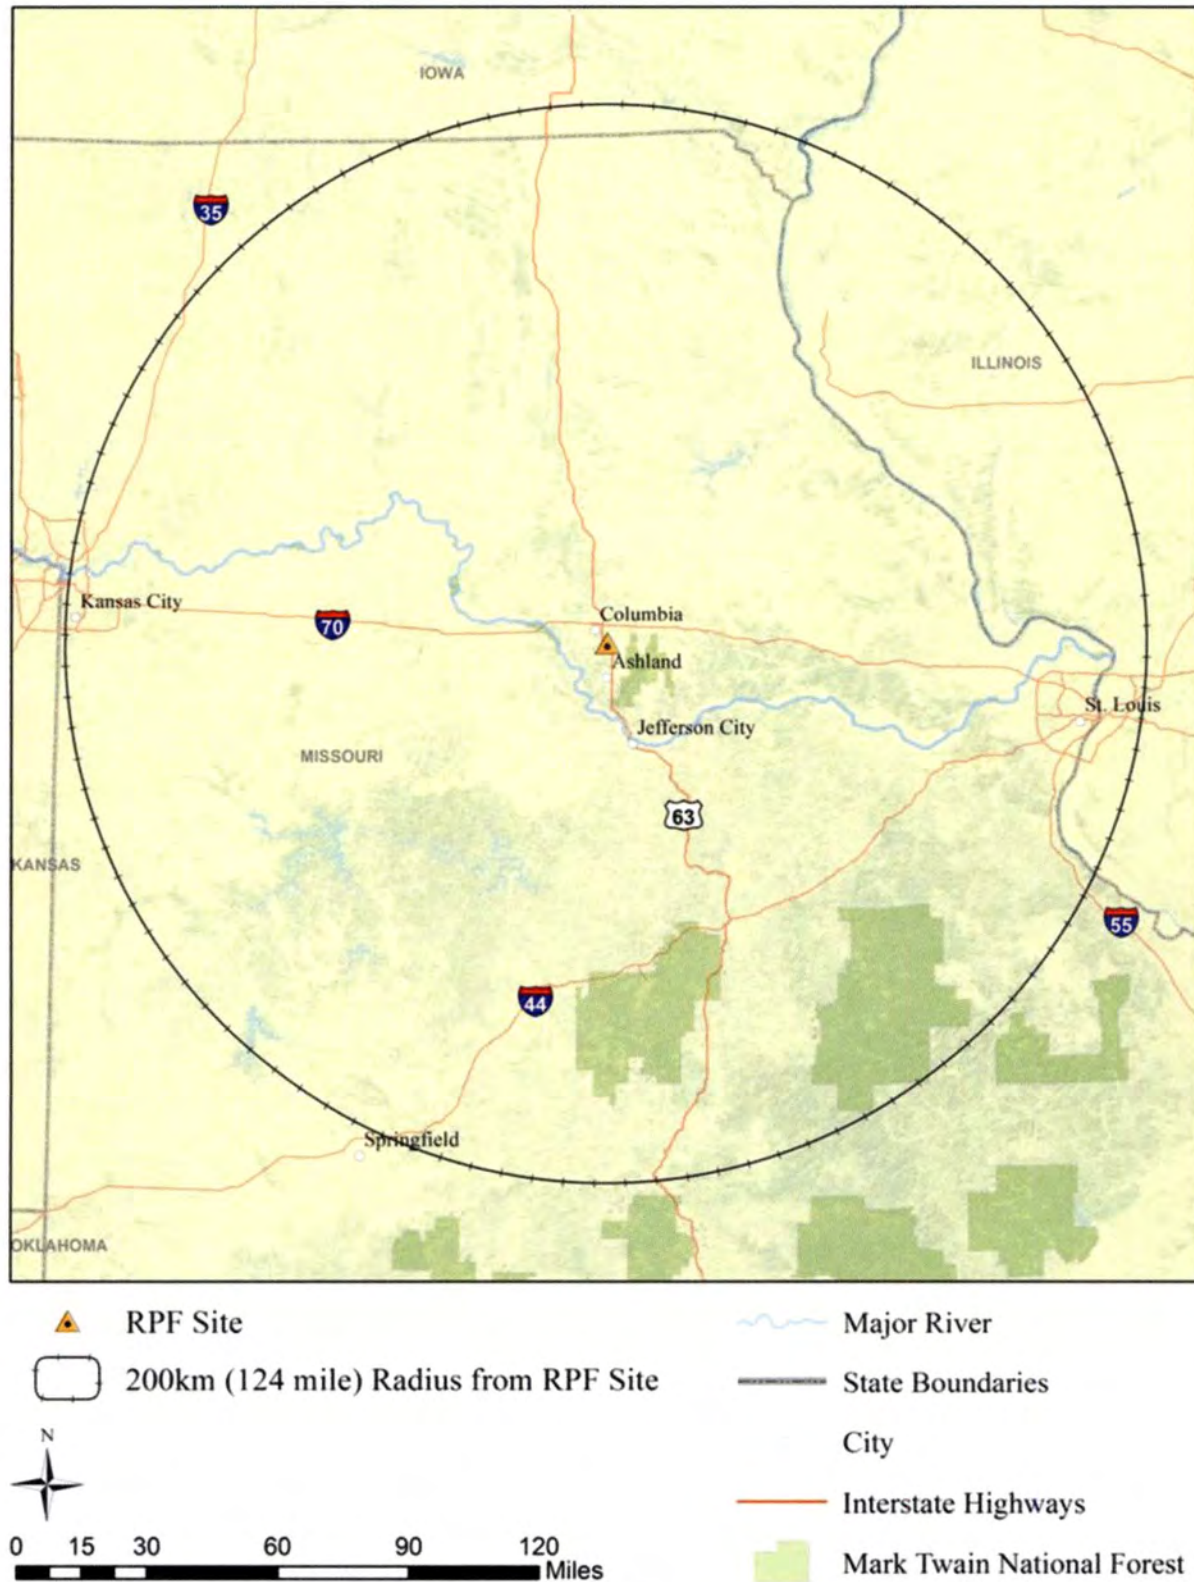 IOWA
35
ILLINOIS
Kansas City
70
Columbia
Ashland
St. Louis
Jefferson City
MISSOURI
63
KANSAS
55
44
Springfield
OKLAHOMA
RPF Site
200km (124 mile) Radius from RPF Site
N
0 15 30 60 90 120
Miles
Major River
State Boundaries
City
Interstate Highways
Mark Twain National Forest